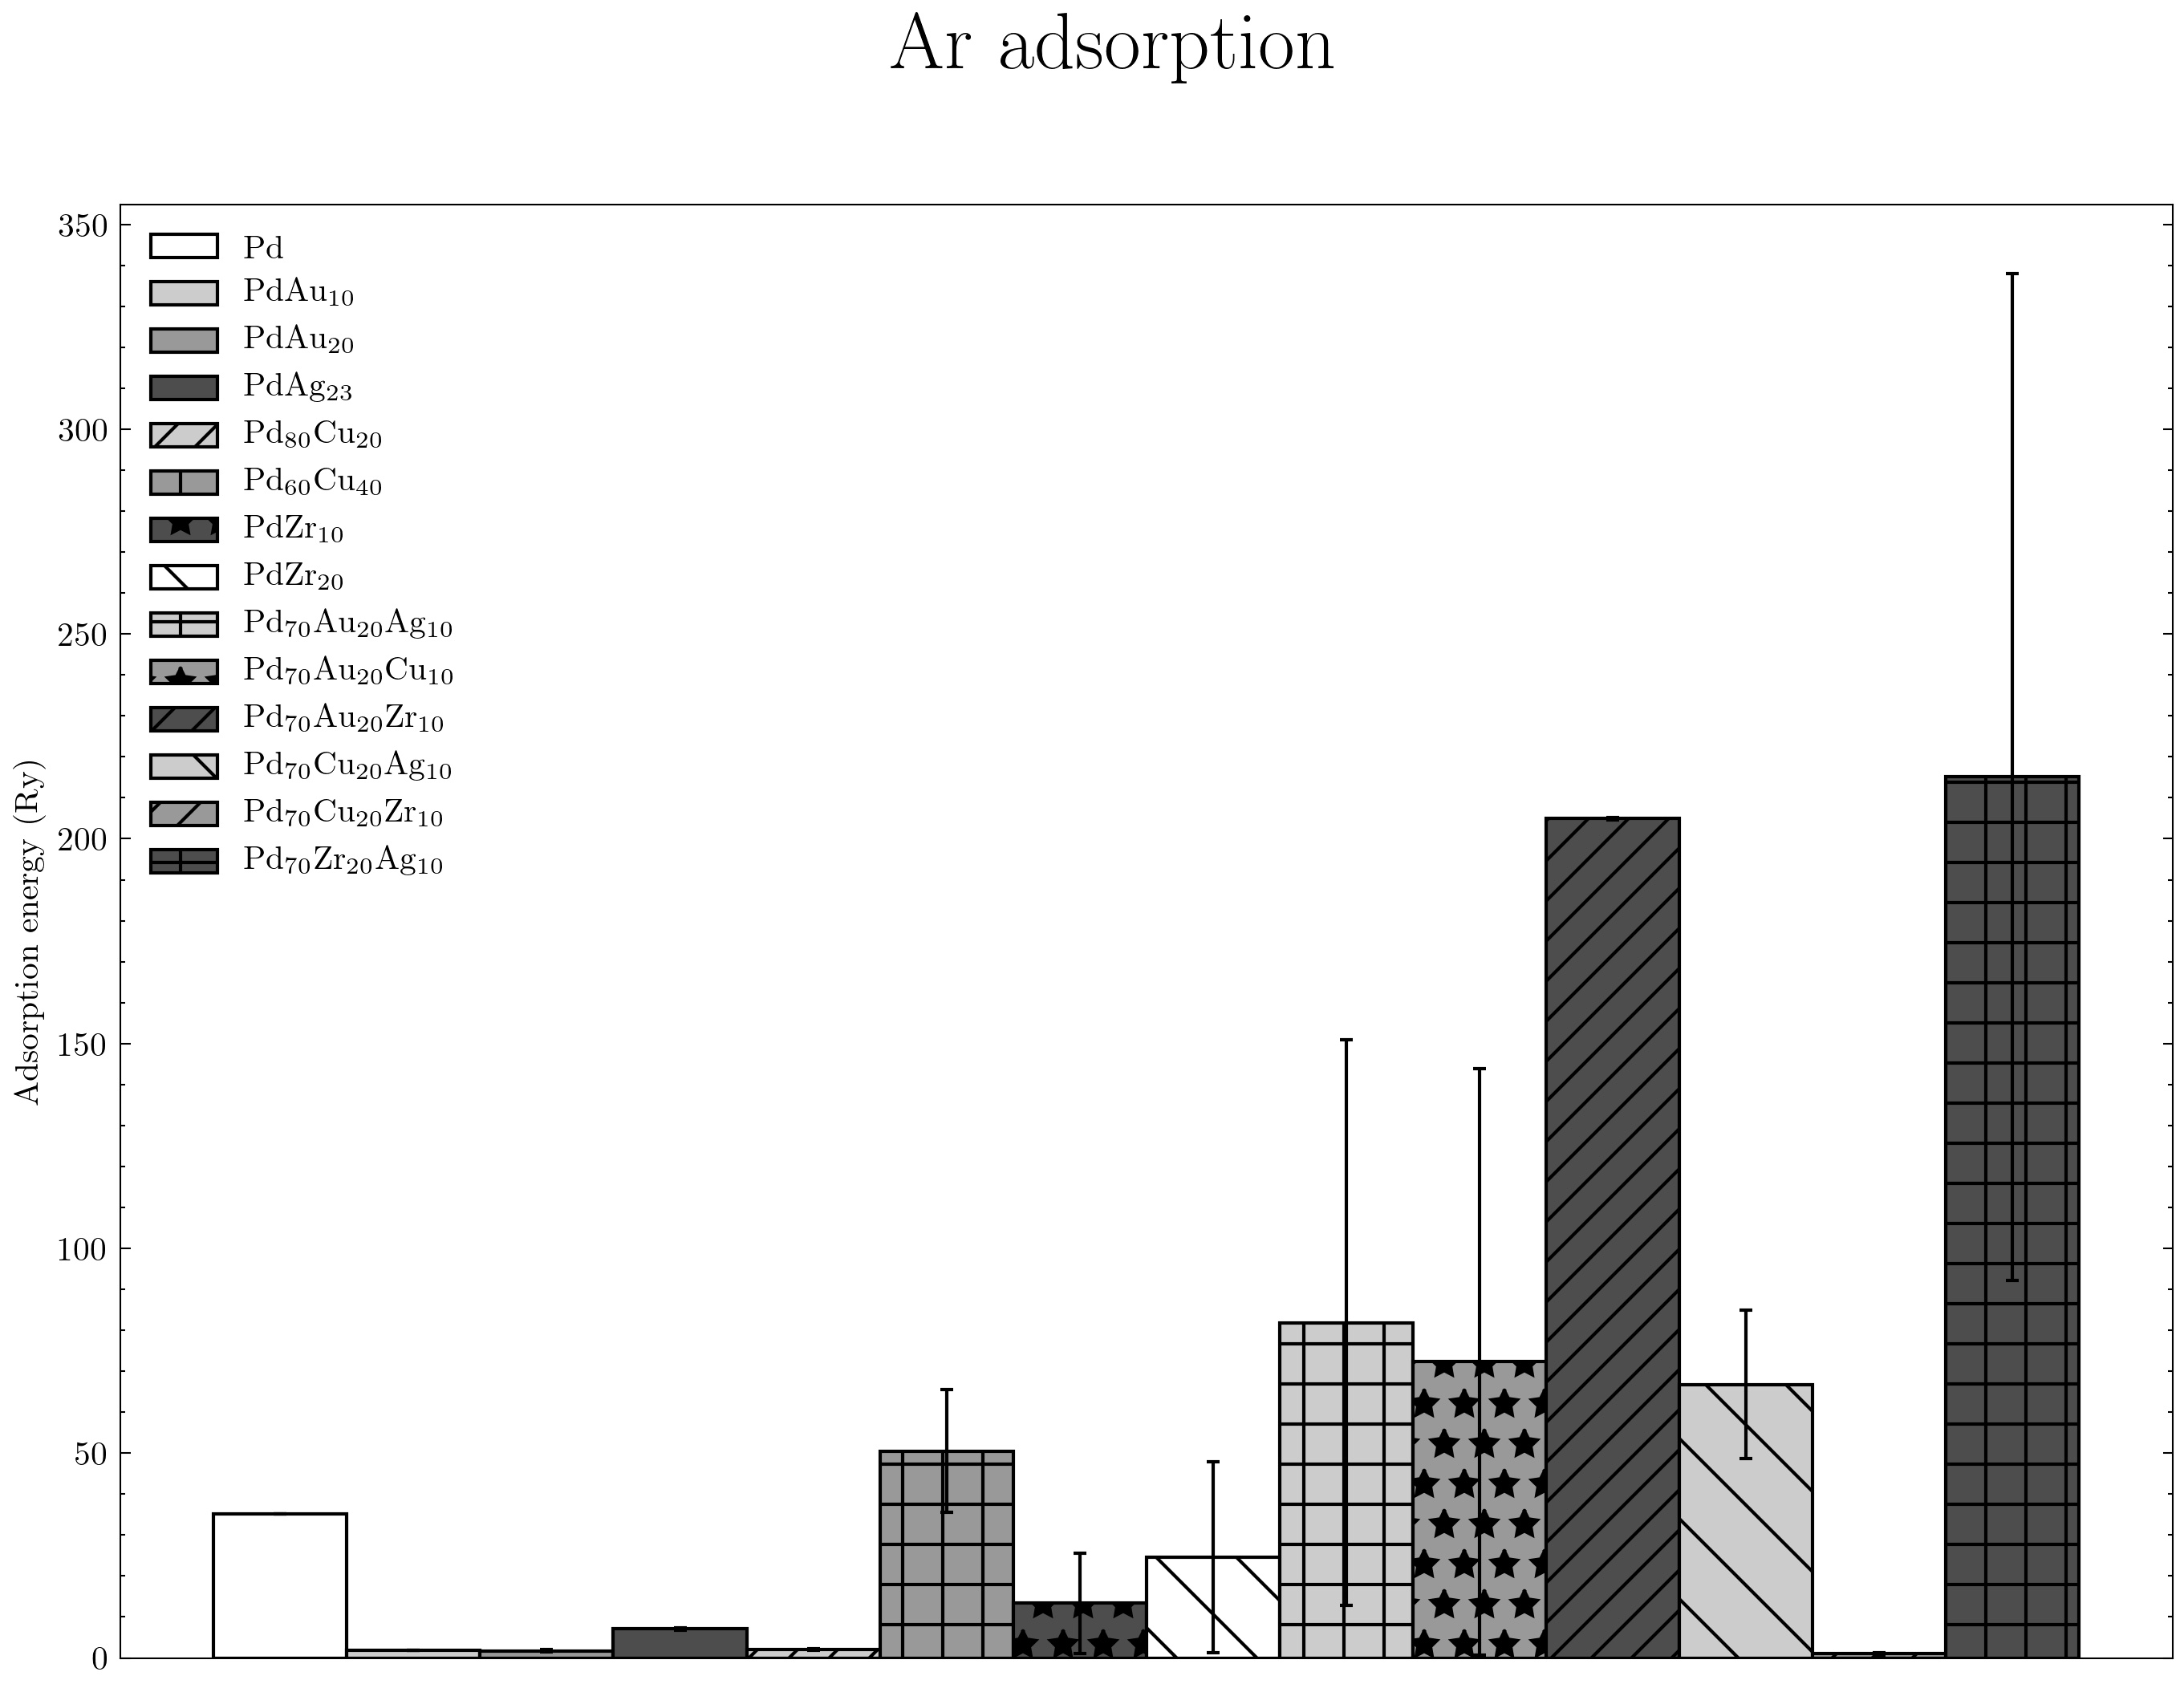 Ar adsorption
350
300
250
200
150
100
50
0
Adsorption energy (Ry)
Pd
PdAu₁₀
PdAu₂₀
PdAg₂₃
Pd₈₀Cu₂₀
Pd₆₀Cu₄₀
PdZr₁₀
PdZr₂₀
Pd₇₀Au₂₀Ag₁₀
Pd₇₀Au₂₀Cu₁₀
Pd₇₀Au₂₀Zr₁₀
Pd₇₀Cu₂₀Ag₁₀
Pd₇₀Cu₂₀Zr₁₀
Pd₇₀Zr₂₀Ag₁₀